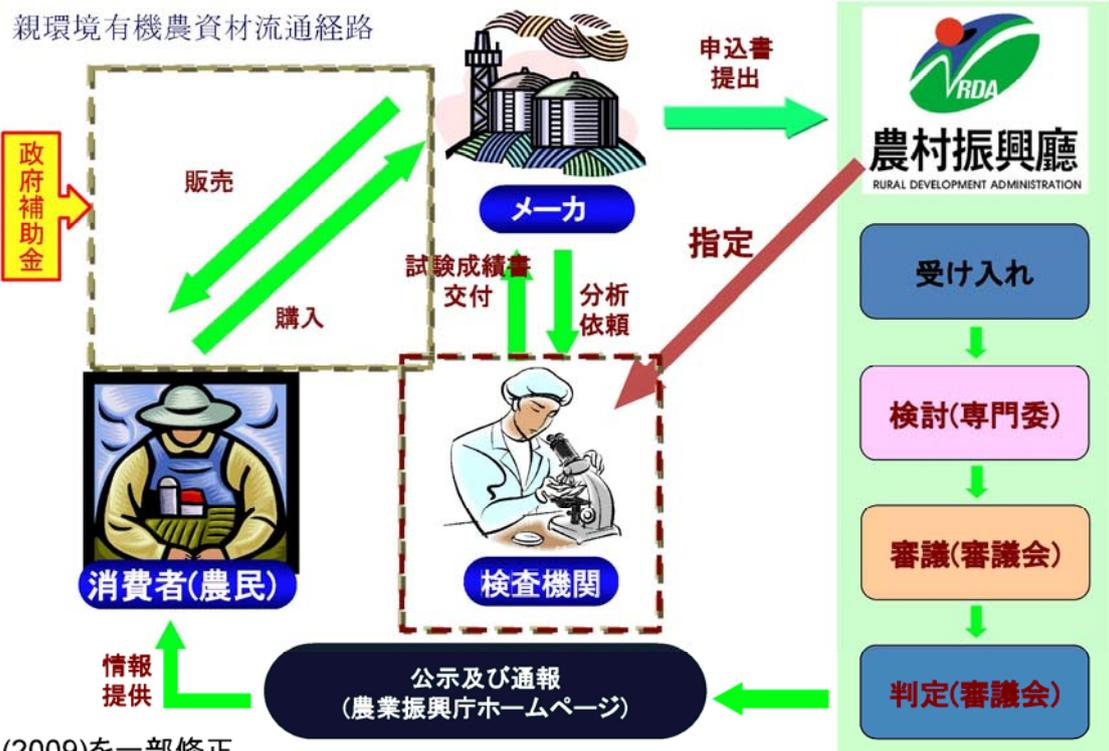 親環境有機農資材流通経路
政府補助金
販売
購入
メーカ
申込書
提出
RDA
農村振興廳
RURAL DEVELOPMENT ADMINISTRATION
指定
試験成績書
交付
分析
依頼
受け入れ
検討(専門委)
審議(審議会)
判定(審議会)
消費者(農民)
検査機関
情報
提供
公示及び通報
(農業振興庁ホームページ)
(2009)を一部修正